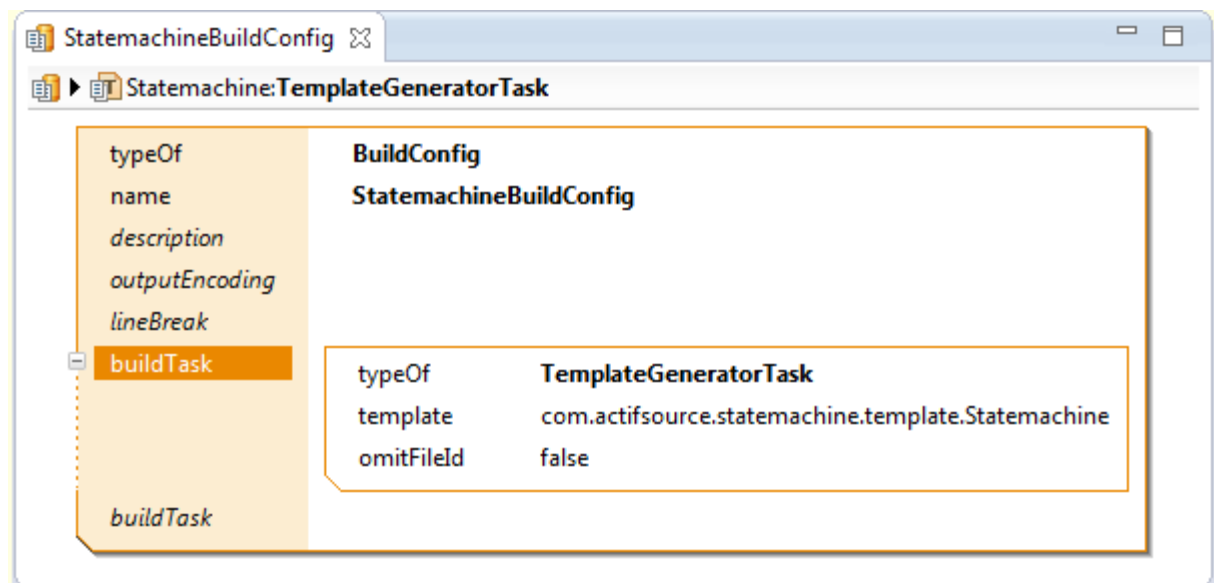 StatemachineBuildConfig
Statemachine:TemplateGeneratorTask
typeOf BuildConfig
name StatemachineBuildConfig
description
outputEncoding
lineBreak
buildTask
typeOf TemplateGeneratorTask
template com.actifsource.statemachine.template.Statemachine
omitFileId false
buildTask